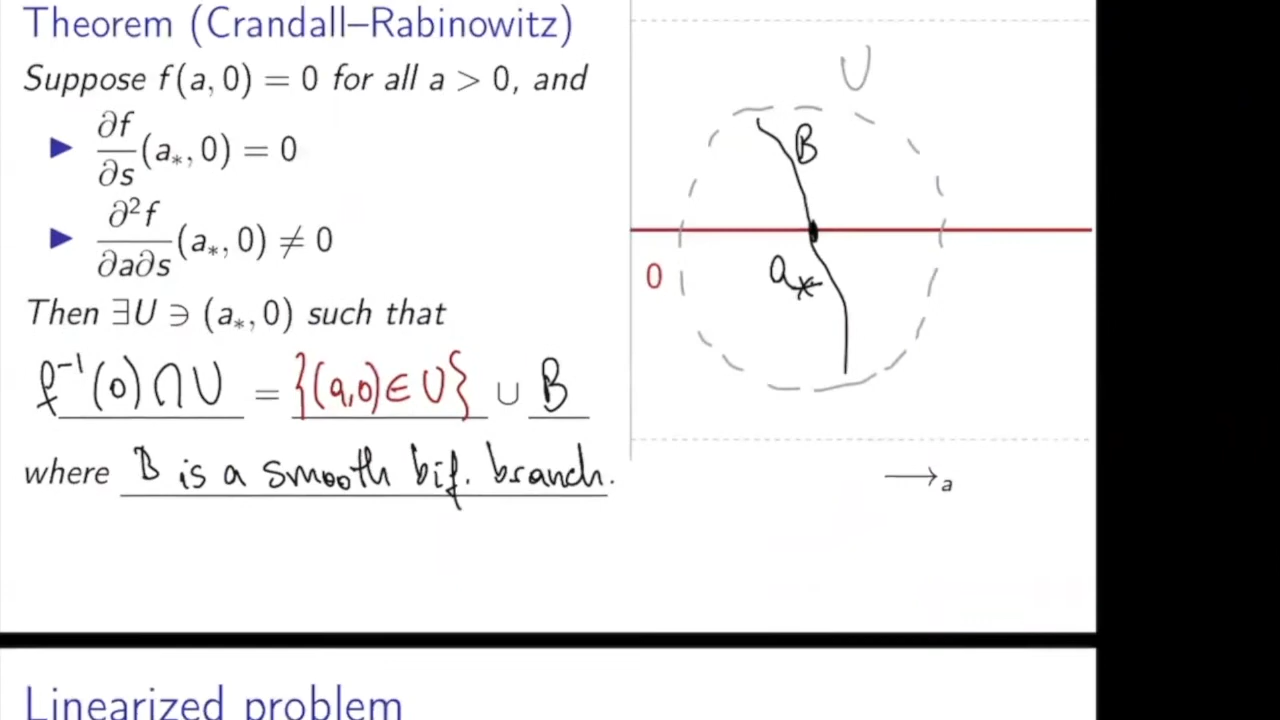 Theorem (Crandall–Rabinowitz)
Suppose f(a, 0) = 0 for all a > 0, and
▶ ∂f/∂s (a∗, 0) = 0
▶ ∂²f/∂a∂s (a∗, 0) ≠ 0
Then ∃U ∋ (a∗, 0) such that
f⁻¹(0) ∩ U = {(a,0) ∈ U} ∪ B
where B is a smooth bif. branch.
U
B
a∗
0
→a
Linearized problem